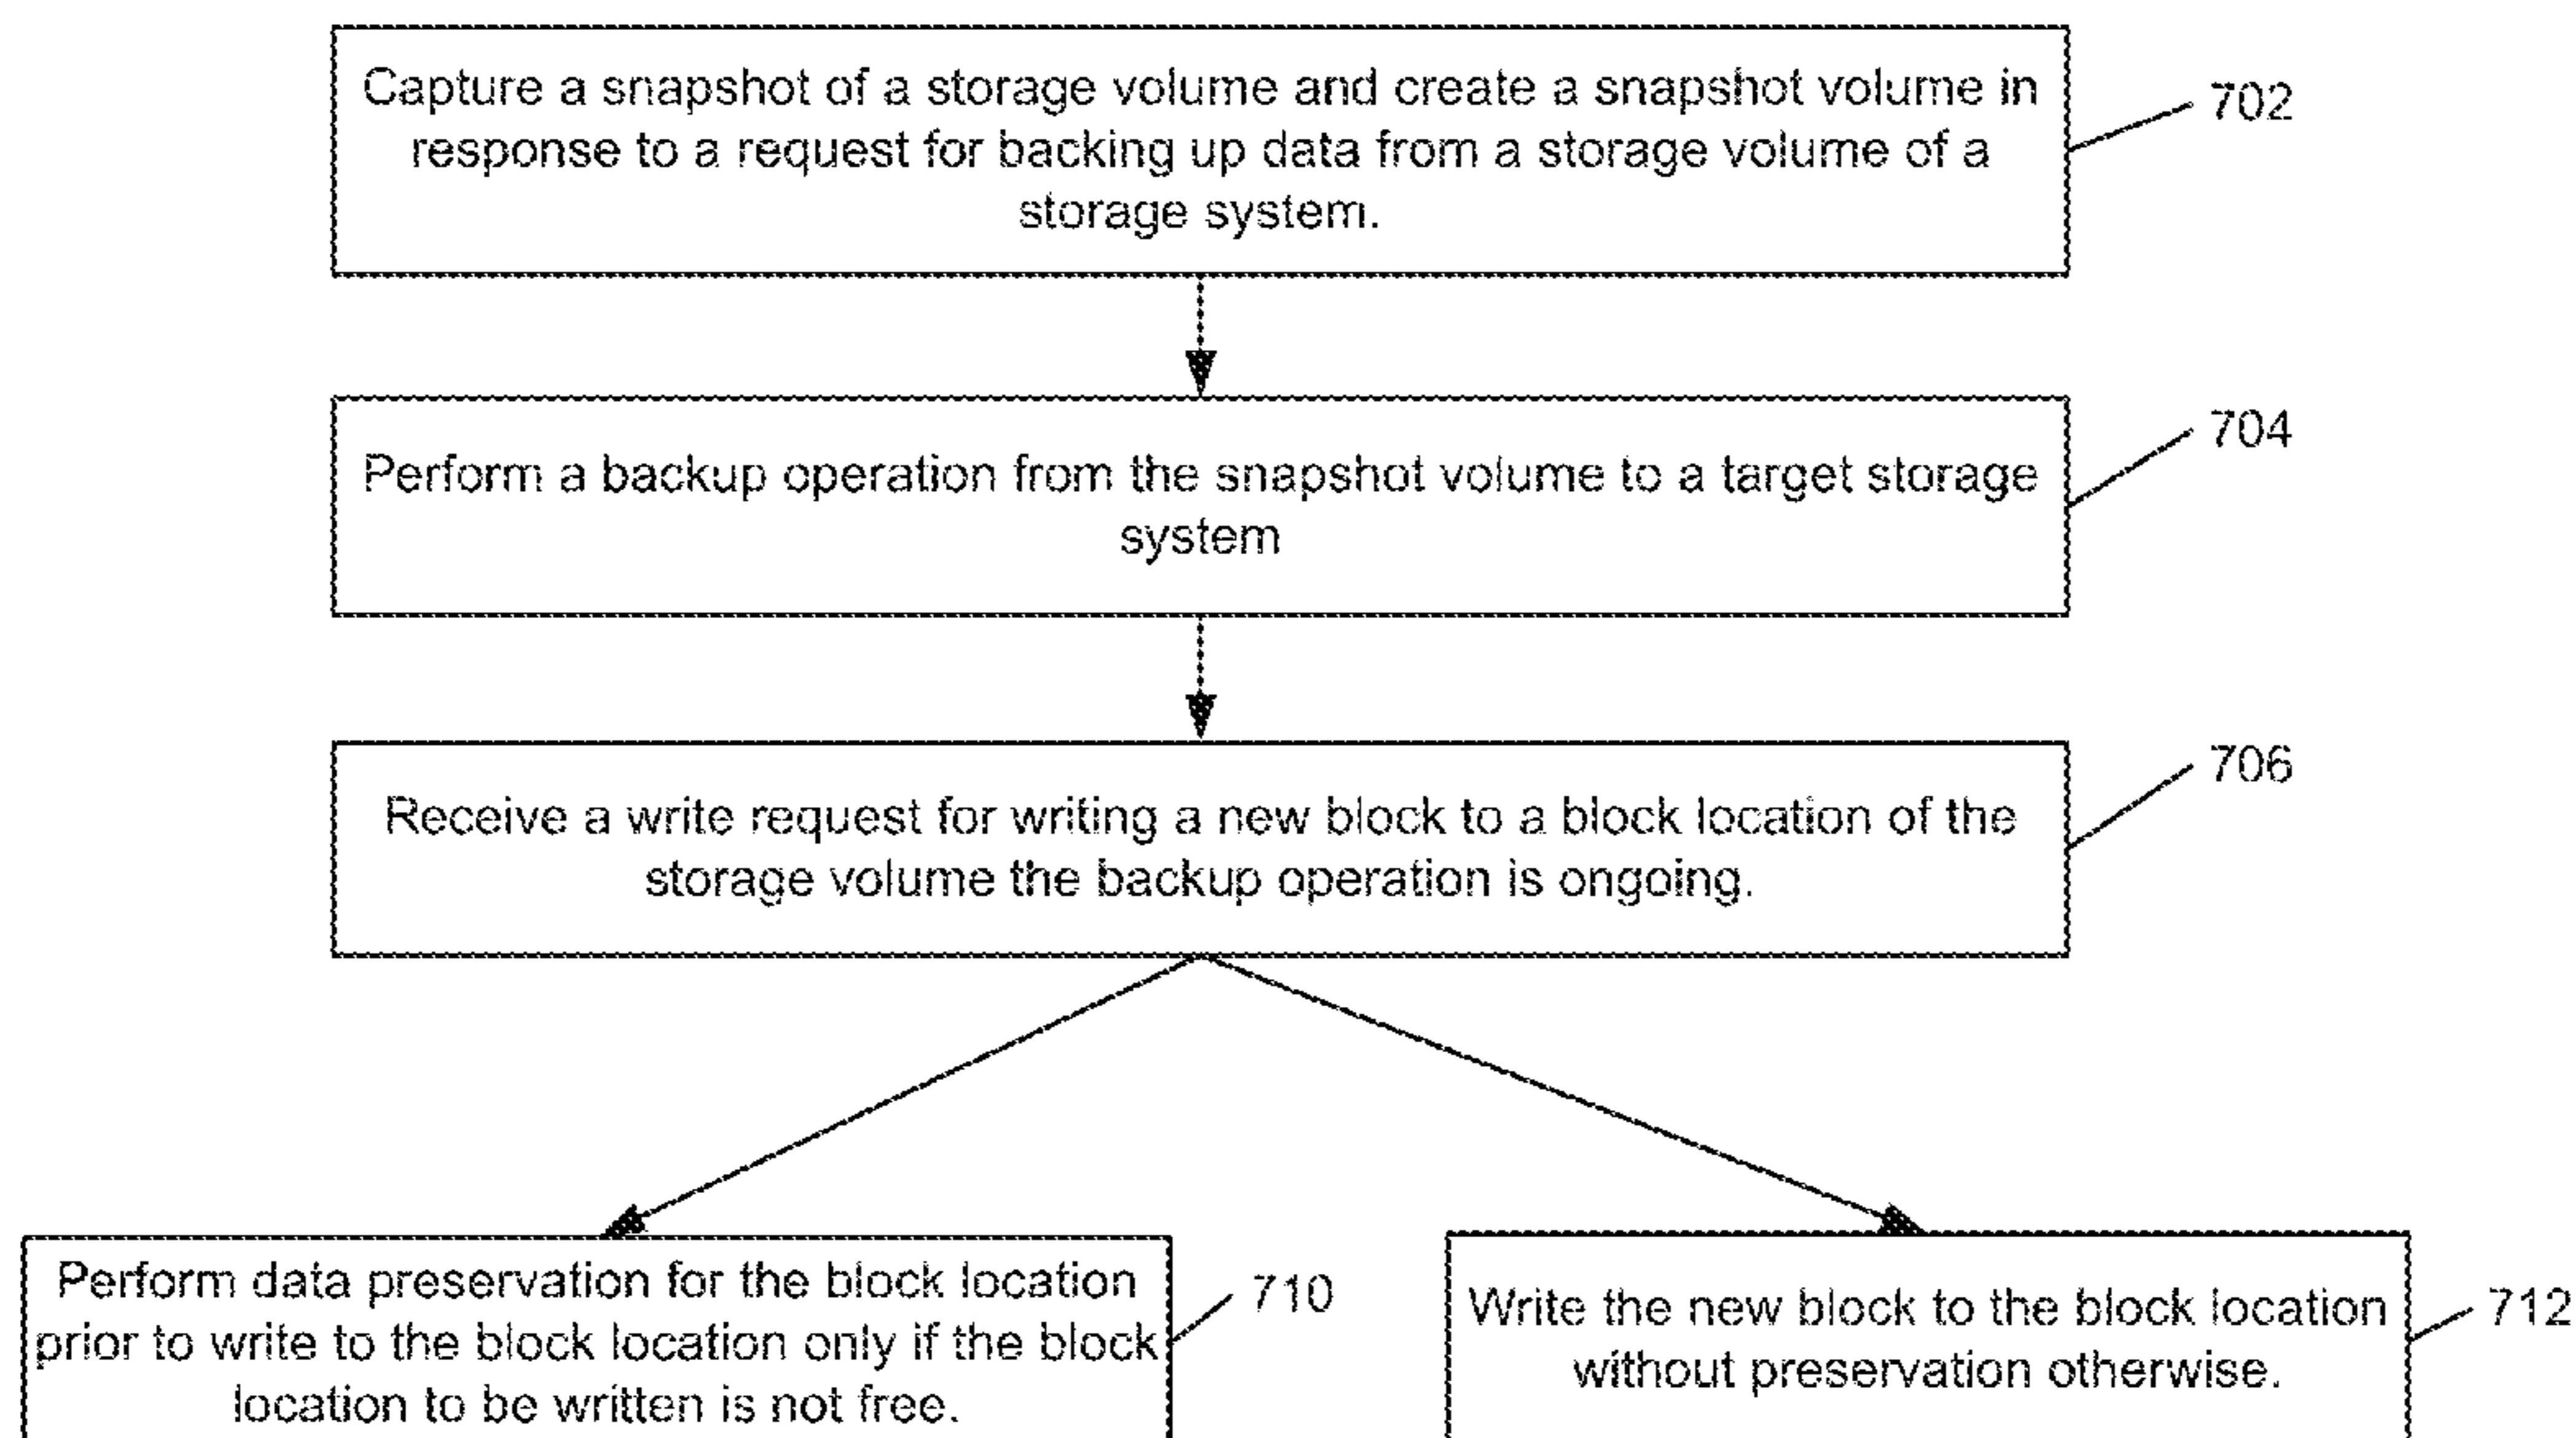 Capture a snapshot of a storage volume and create a snapshot volume in
response to a request for backing up data from a storage volume of a
storage system.
702
Perform a backup operation from the snapshot volume to a target storage
system
704
Receive a write request for writing a new block to a block location of the
storage volume the backup operation is ongoing.
706
Perform data preservation for the block location
prior to write to the block location only if the block
location to be written is not free.
710
Write the new block to the block location
without preservation otherwise.
712